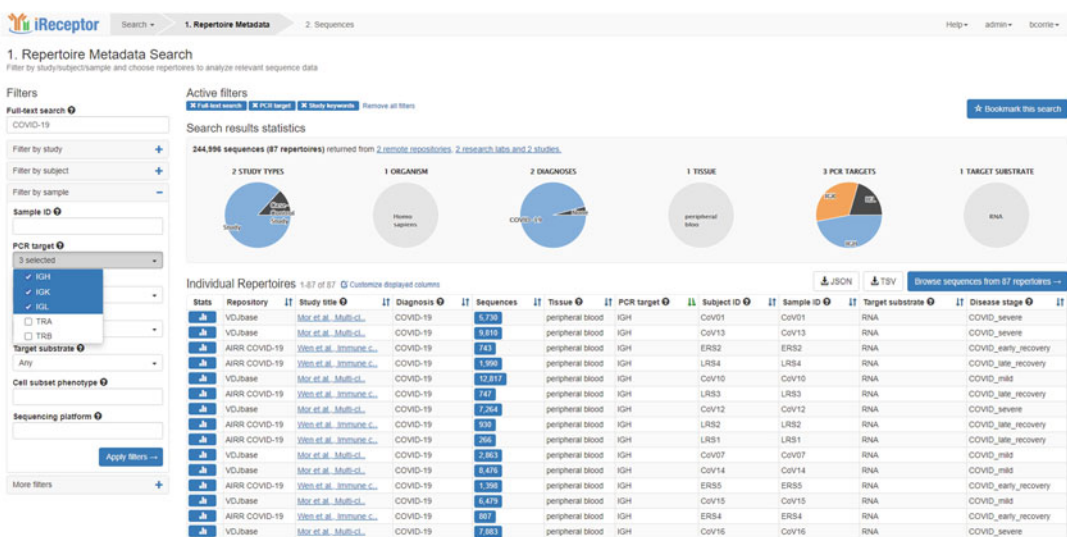 iReceptor Search 1. Repertoire Metadata 2. Sequences Help admin bcorrie
1. Repertoire Metadata Search
Filter by study/subject/sample and choose repertoires to analyze relevant sequence data
Filters
Full-text search
COVID-19
Filter by study
Filter by subject
Filter by sample
Sample ID
PCR target
3 selected
IGH
IGK
IGL
TRA
TRB
Target substrate
Any
Cell subset phenotype
Sequencing platform
Apply filters →
More filters
Active filters
Full-text search PCR target Study keywords Remove all filters
Bookmark this search
Search results statistics
244,996 sequences (87 repertoires) returned from 2 remote repositories, 2 research labs and 2 studies.
2 STUDY TYPES 1 ORGANISM 2 DIAGNOSES 1 TISSUE 3 PCR TARGETS 1 TARGET SUBSTRATE
Study
Study
Homo
sapiens
COVID-19
peripheral
bloo
IGK
IGL
IGH
RNA
Individual Repertoires 1-87 of 87 Customize displayed columns
JSON TSV Browse sequences from 87 repertoires →
Stats Repository Study title Diagnosis Sequences Tissue PCR target Subject ID Sample ID Target substrate Disease stage
VDJbase Mor et al., Multi-cl... COVID-19 5,730 peripheral blood IGH CoV01 CoV01 RNA COVID_severe
VDJbase Mor et al., Multi-cl... COVID-19 9,810 peripheral blood IGH CoV13 CoV13 RNA COVID_severe
AIRR COVID-19 Wen et al., Immune c... COVID-19 743 peripheral blood IGH ERS2 ERS2 RNA COVID_early_recovery
AIRR COVID-19 Wen et al., Immune c... COVID-19 1,990 peripheral blood IGH LRS4 LRS4 RNA COVID_late_recovery
VDJbase Mor et al., Multi-cl... COVID-19 12,817 peripheral blood IGH CoV10 CoV10 RNA COVID_mild
AIRR COVID-19 Wen et al., Immune c... COVID-19 747 peripheral blood IGH LRS3 LRS3 RNA COVID_late_recovery
VDJbase Mor et al., Multi-cl... COVID-19 7,264 peripheral blood IGH CoV12 CoV12 RNA COVID_severe
AIRR COVID-19 Wen et al., Immune c... COVID-19 930 peripheral blood IGH LRS2 LRS2 RNA COVID_late_recovery
AIRR COVID-19 Wen et al., Immune c... COVID-19 266 peripheral blood IGH LRS1 LRS1 RNA COVID_late_recovery
VDJbase Mor et al., Multi-cl... COVID-19 2,863 peripheral blood IGH CoV07 CoV07 RNA COVID_mild
VDJbase Mor et al., Multi-cl... COVID-19 8,476 peripheral blood IGH CoV14 CoV14 RNA COVID_mild
AIRR COVID-19 Wen et al., Immune c... COVID-19 1,398 peripheral blood IGH ERS5 ERS5 RNA COVID_early_recovery
VDJbase Mor et al., Multi-cl... COVID-19 6,479 peripheral blood IGH CoV15 CoV15 RNA COVID_mild
AIRR COVID-19 Wen et al., Immune c... COVID-19 807 peripheral blood IGH ERS4 ERS4 RNA COVID_early_recovery
VDJbase Mor et al., Multi-cl... COVID-19 7,883 peripheral blood IGH CoV16 CoV16 RNA COVID_severe